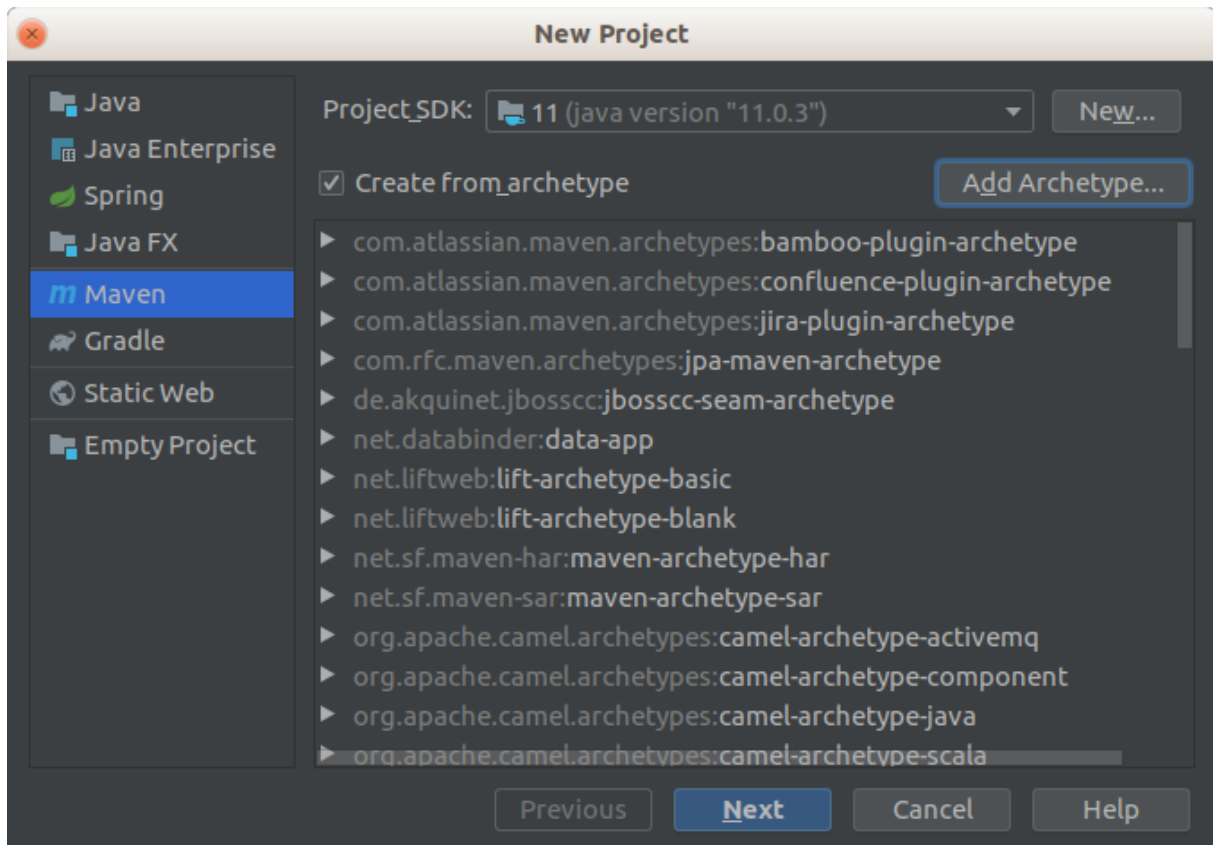 New Project
Java
Java Enterprise
Spring
Java FX
Maven
Gradle
Static Web
Empty Project
Project SDK: 11 (java version "11.0.3") New...
Create from archetype Add Archetype...
com.atlassian.maven.archetypes:bamboo-plugin-archetype
com.atlassian.maven.archetypes:confluence-plugin-archetype
com.atlassian.maven.archetypes:jira-plugin-archetype
com.rfc.maven.archetypes:jpa-maven-archetype
de.akquinet.jbosscc:jbosscc-seam-archetype
net.databinder:data-app
net.liftweb:lift-archetype-basic
net.liftweb:lift-archetype-blank
net.sf.maven-har:maven-archetype-har
net.sf.maven-sar:maven-archetype-sar
org.apache.camel.archetypes:camel-archetype-activemq
org.apache.camel.archetypes:camel-archetype-component
org.apache.camel.archetypes:camel-archetype-java
org.apache.camel.archetypes:camel-archetype-scala
Previous Next Cancel Help